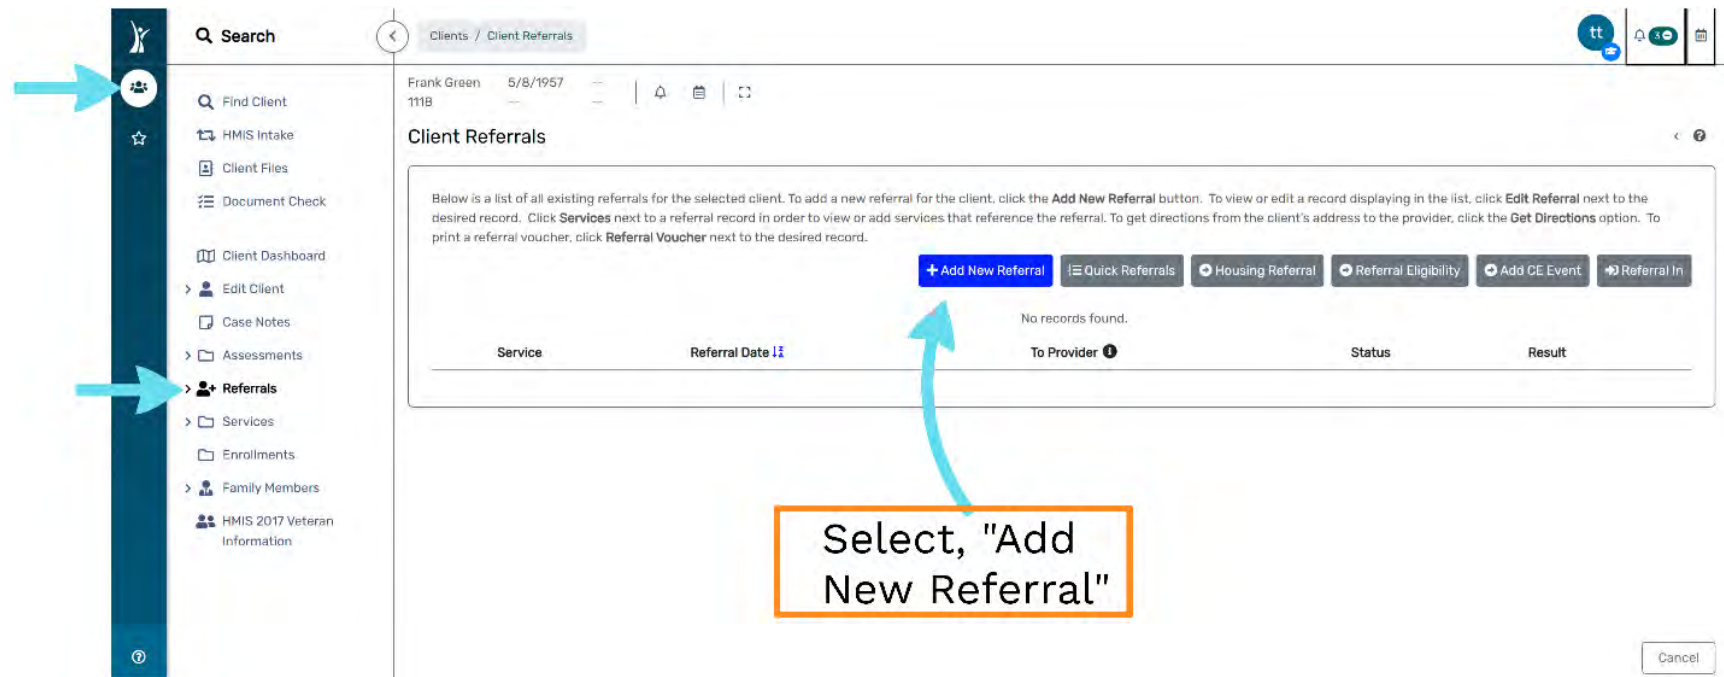 Search
Clients / Client Referrals
tt
3
Frank Green 5/8/1957 --
111B -- --
Find Client
HMIS Intake
Client Files
Document Check
Client Dashboard
Edit Client
Case Notes
Assessments
Referrals
Services
Enrollments
Family Members
HMIS 2017 Veteran
Information
Client Referrals
Below is a list of all existing referrals for the selected client. To add a new referral for the client, click the Add New Referral button. To view or edit a record displaying in the list, click Edit Referral next to the
desired record. Click Services next to a referral record in order to view or add services that reference the referral. To get directions from the client's address to the provider, click the Get Directions option. To
print a referral voucher, click Referral Voucher next to the desired record.
+ Add New Referral Quick Referrals Housing Referral Referral Eligibility Add CE Event Referral In
No records found.
Service Referral Date To Provider Status Result
Select, "Add
New Referral"
Cancel